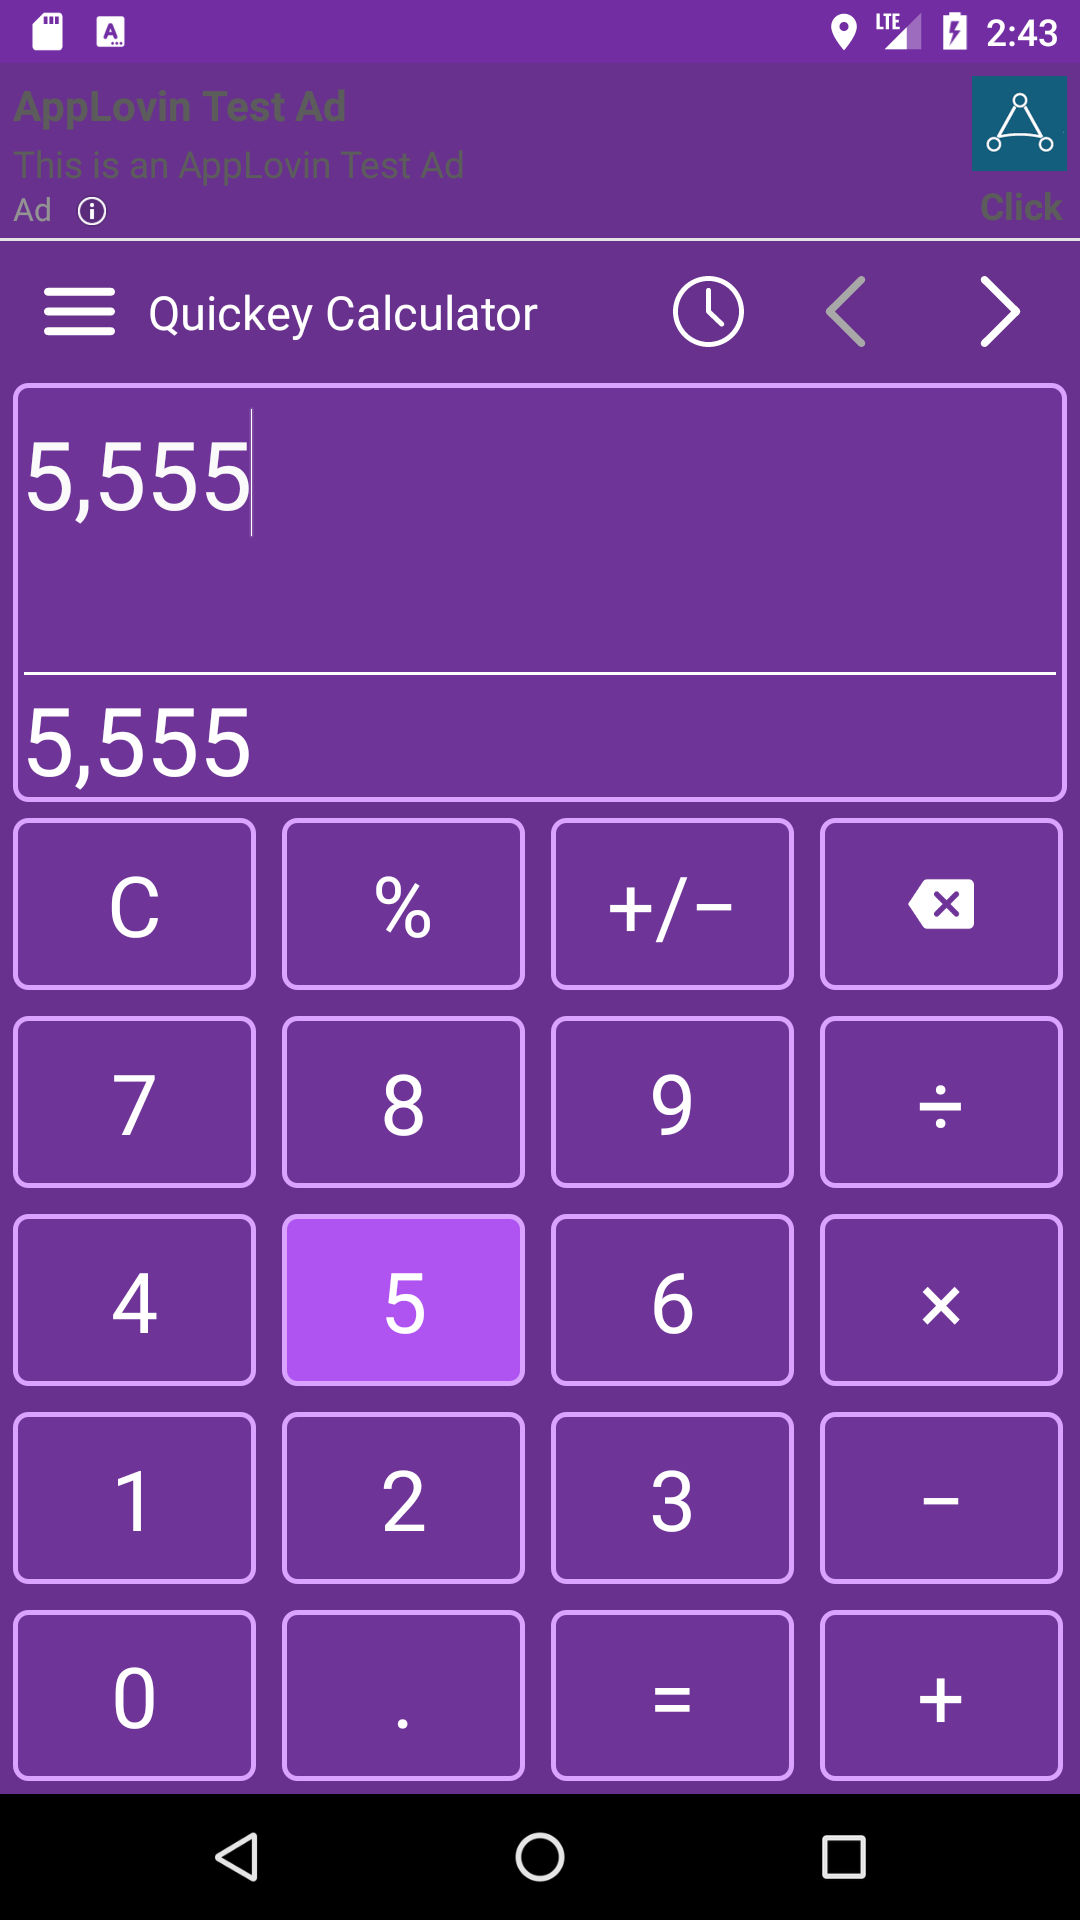 LTE 2:43
AppLovin Test Ad
This is an AppLovin Test Ad
Ad
Click
Quickey Calculator
5,555
5,555
C % +/−
7 8 9 ÷
4 5 6 ×
1 2 3 −
0 . = +